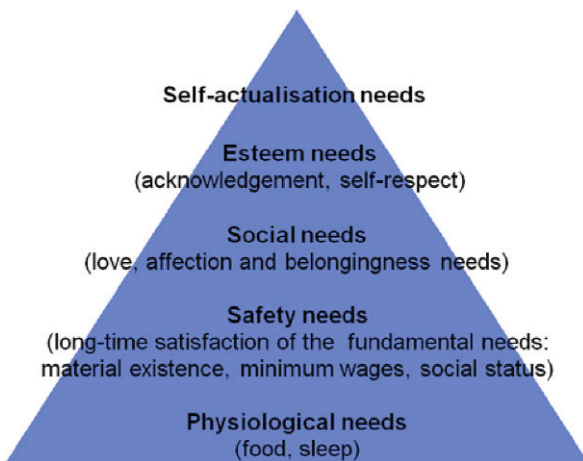 Self-actualisation needs
Esteem needs
(acknowledgement, self-respect)
Social needs
(love, affection and belongingness needs)
Safety needs
(long-time satisfaction of the fundamental needs:
material existence, minimum wages, social status)
Physiological needs
(food, sleep)